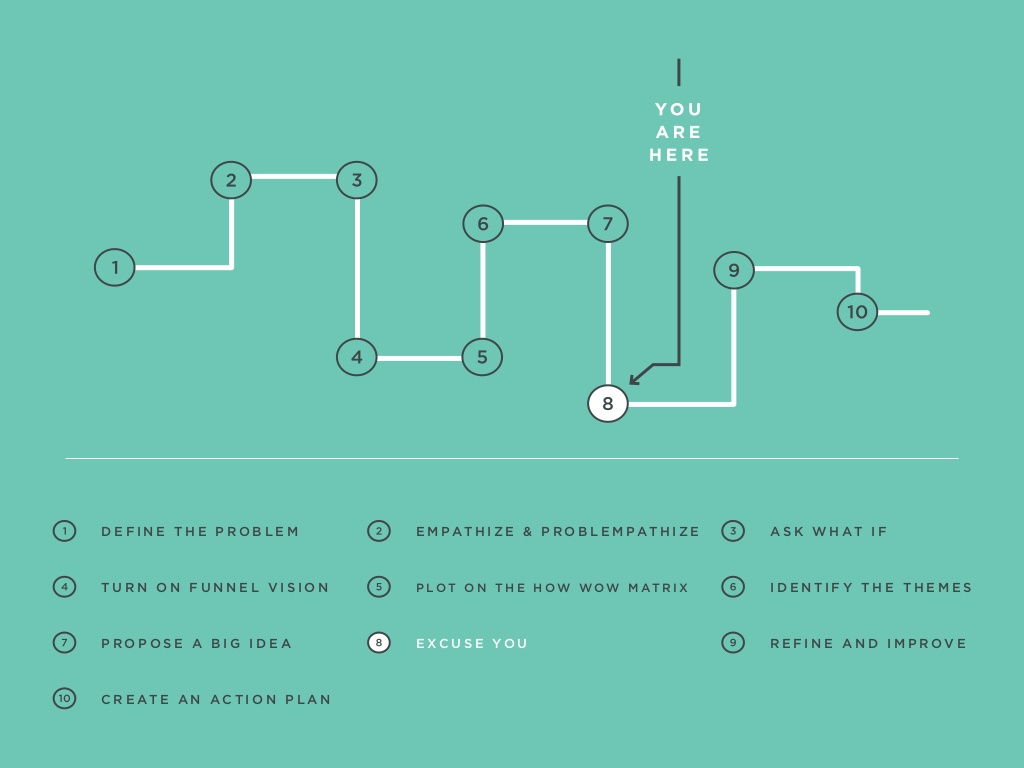 YOU
ARE
HERE
1
2
3
4
5
6
7
8
9
10
1 DEFINE THE PROBLEM
2 EMPATHIZE & PROBLEMPATHIZE
3 ASK WHAT IF
4 TURN ON FUNNEL VISION
5 PLOT ON THE HOW WOW MATRIX
6 IDENTIFY THE THEMES
7 PROPOSE A BIG IDEA
8 EXCUSE YOU
9 REFINE AND IMPROVE
10 CREATE AN ACTION PLAN